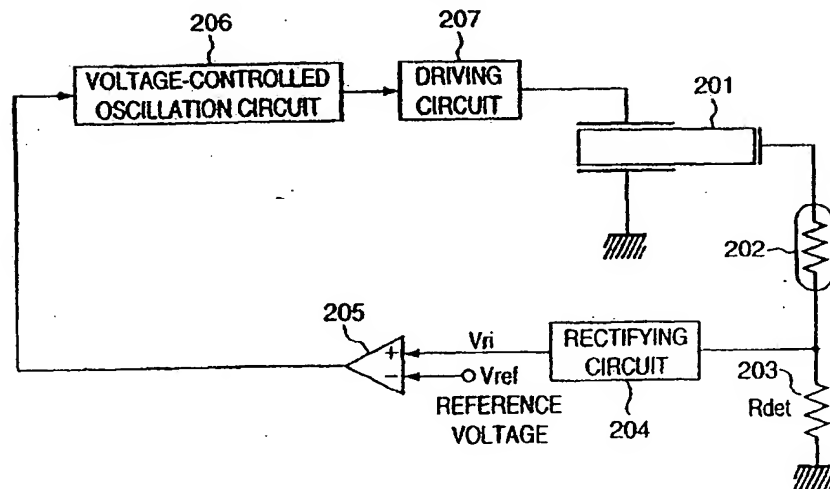 206
207
VOLTAGE-CONTROLLED
OSCILLATION CIRCUIT
DRIVING
CIRCUIT
201
202
205
+
Vri
RECTIFYING
CIRCUIT
−
Vref
REFERENCE
VOLTAGE
204
203
Rdet